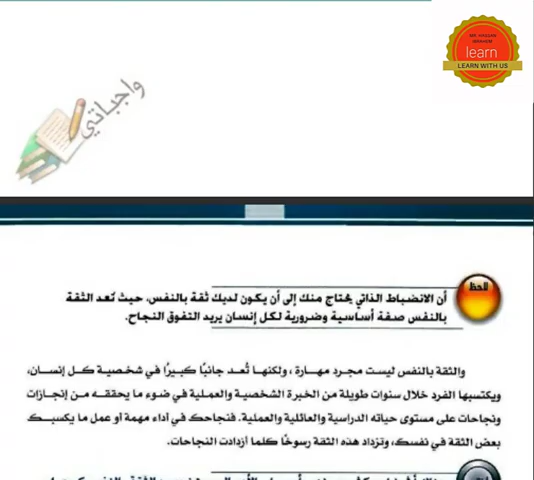 MR. HASSAN
IBRAHIM
learn
LEARN WITH US
واجباتي
لاحظ
أن الانضباط الذاتي يحتاج منك إلى أن يكون لديك ثقة بالنفس، حيث تُعد الثقة
بالنفس صفة أساسية وضرورية لكل إنسان يريد التفوق النجاح.
والثقة بالنفس ليست مجرد مهارة، ولكنها تُعد جانبًا كبيرًا في شخصية كل إنسان،
ويكتسبها الفرد خلال سنوات طويلة من الخبرة الشخصية والعملية في ضوء ما يحققه من إنجازات
ونجاحات على مستوى حياته الدراسية والعائلية والعملية. فنجاحك في أداء مهمة أو عمل ما يكسبك
بعض الثقة في نفسك، وتزداد هذه الثقة رسوخًا كلما أزدادت النجاحات.